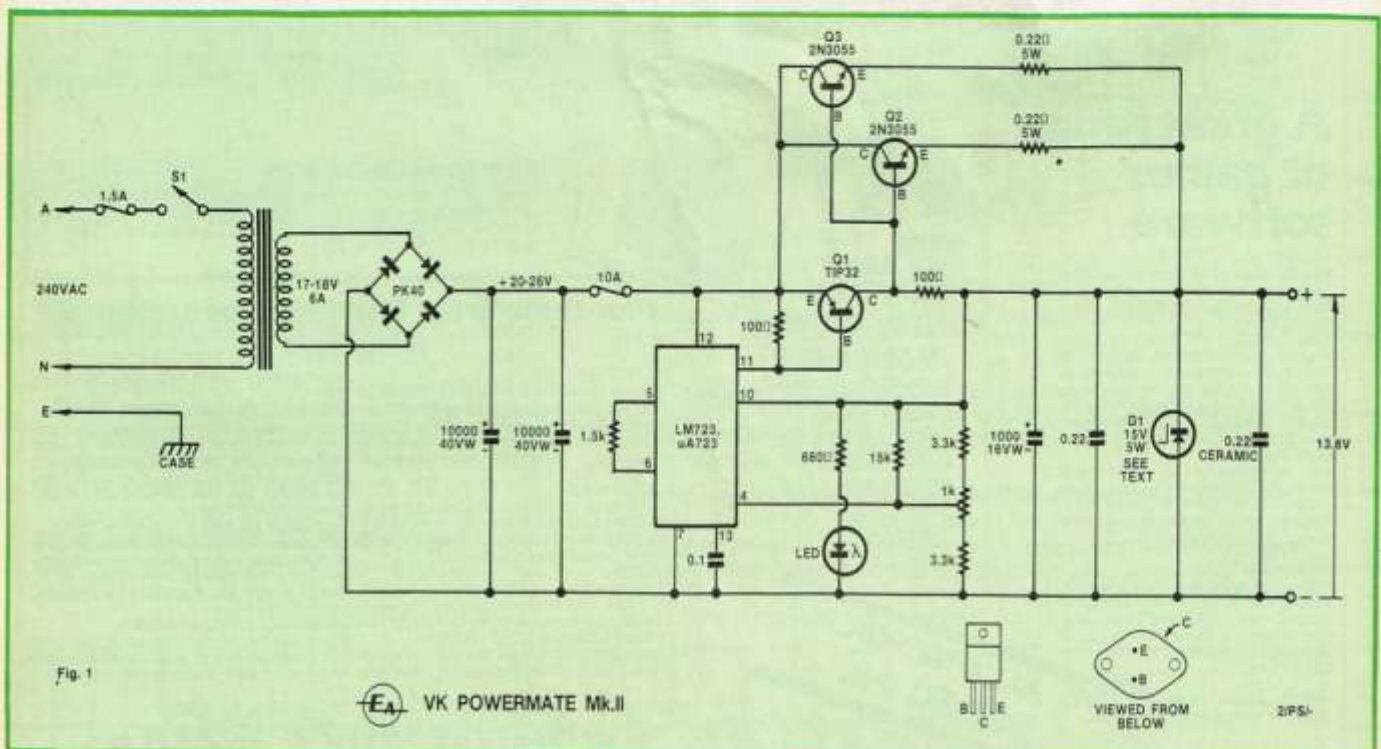 Q3
2N3055
C
E
B
0.22Ω
5W
Q2
2N3055
C
E
B
0.22Ω
5W
A
1.5A
S1
240VAC
N
E
CASE
17-18V
6A
PK40
+20-26V
10A
10000
40VW
+
-
10000
40VW
+
-
Q1
TIP32
E
C
B
100Ω
100Ω
12
11
10
5
6
4
7
13
1.5k
LM723,
uA723
0.1
680Ω
15k
LED
λ
3.3k
1k
3.3k
1000
16VW
+
-
0.22
D1
15V
5W
SEE
TEXT
0.22
CERAMIC
+
13.8V
-
Fig. 1
EA VK POWERMATE Mk.II
B
C
E
C
E
B
VIEWED FROM
BELOW
2/PS/-